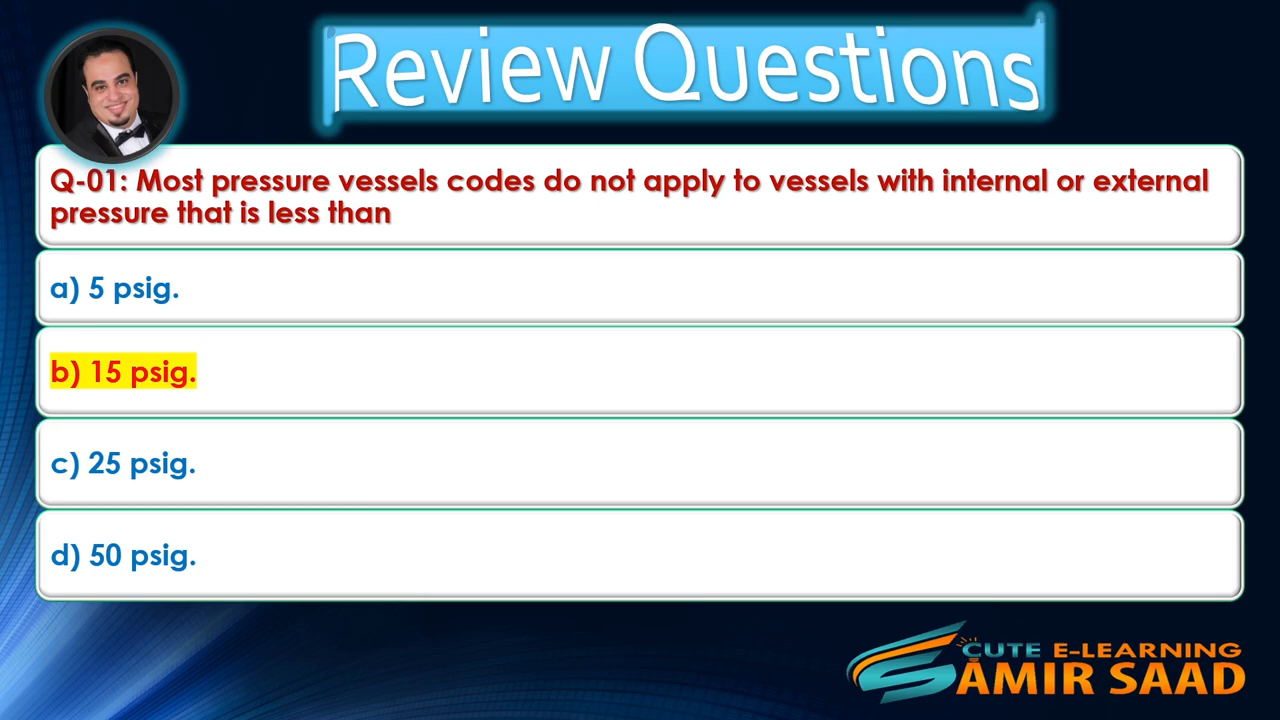 Review Questions
Q-01: Most pressure vessels codes do not apply to vessels with internal or external
pressure that is less than
a) 5 psig.
b) 15 psig.
c) 25 psig.
d) 50 psig.
CUTE E-LEARNING
AMIR SAAD